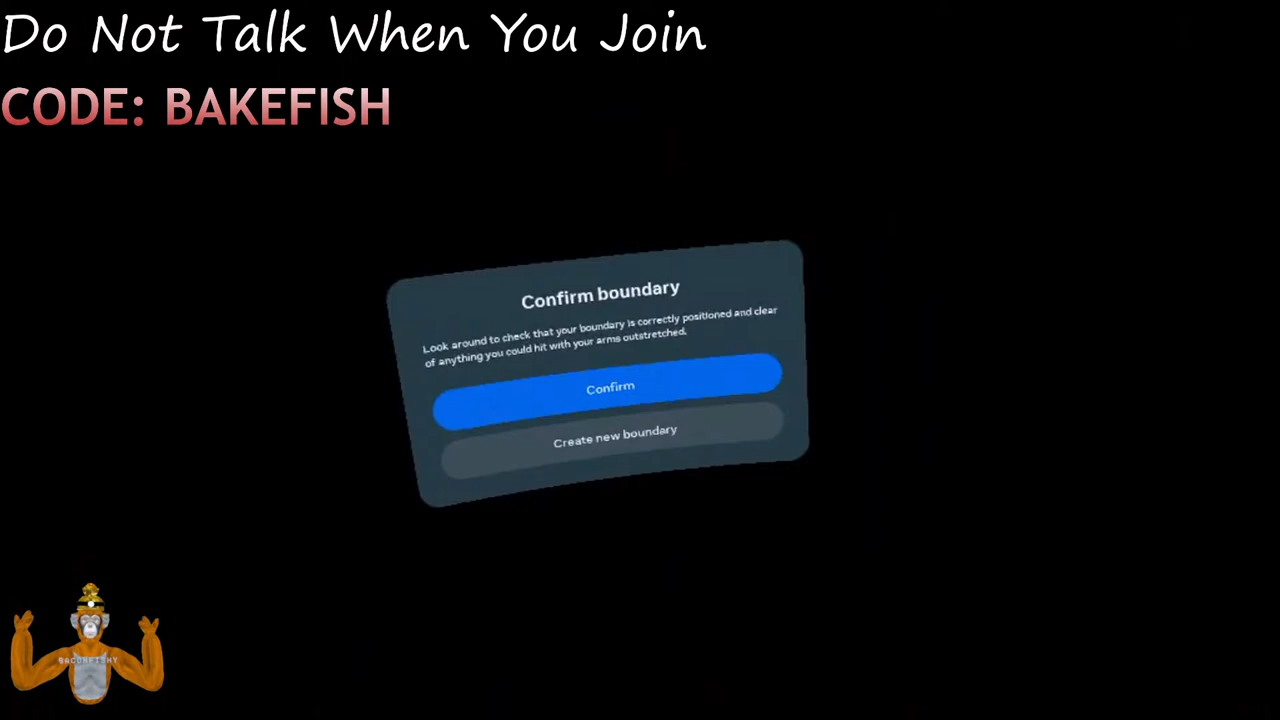 Do Not Talk When You Join
CODE: BAKEFISH
Confirm boundary
Look around to check that your boundary is correctly positioned and clear
of anything you could hit with your arms outstretched.
Confirm
Create new boundary
BACONFISHY